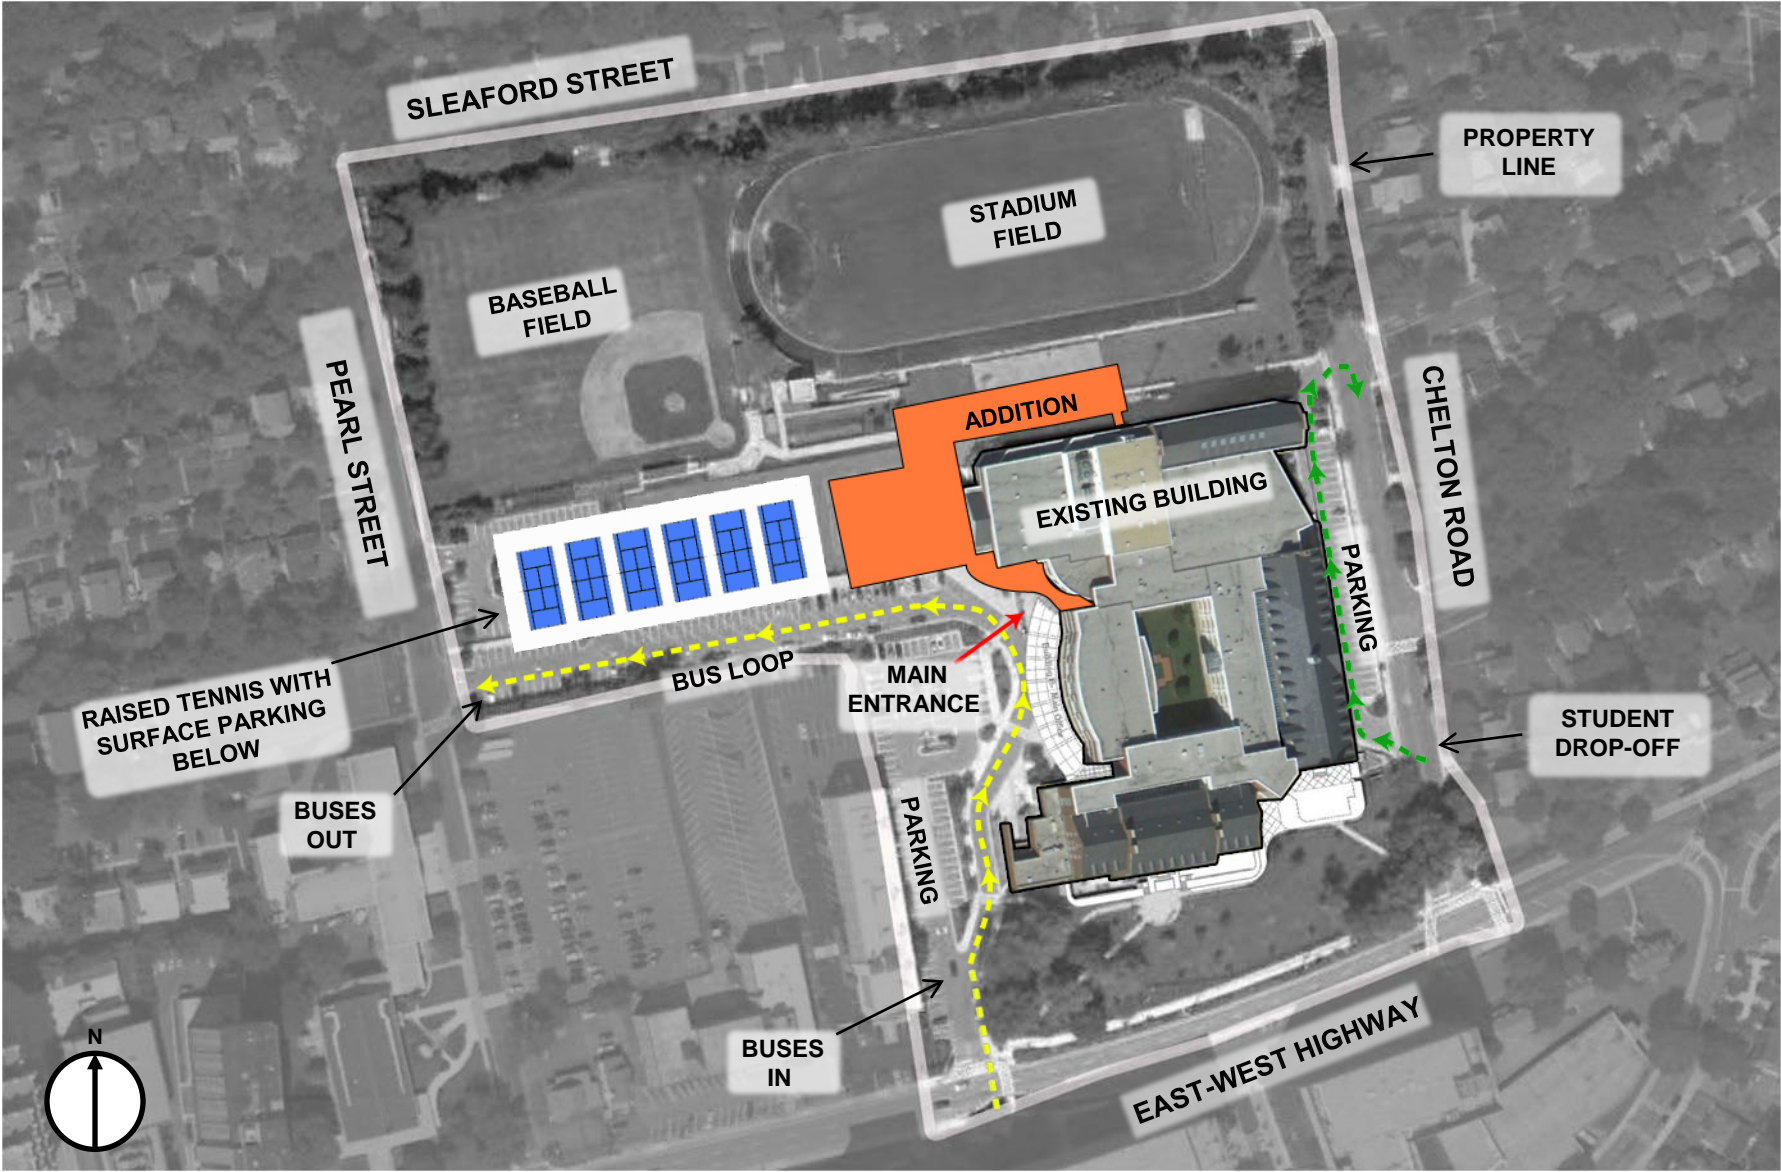 SLEAFORD STREET
PROPERTY
LINE
STADIUM
FIELD
BASEBALL
FIELD
PEARL STREET
CHELTON ROAD
ADDITION
EXISTING BUILDING
PARKING
BUS LOOP
MAIN
ENTRANCE
RAISED TENNIS WITH
SURFACE PARKING
BELOW
STUDENT
DROP-OFF
BUSES
OUT
PARKING
BUSES
IN
EAST-WEST HIGHWAY
N